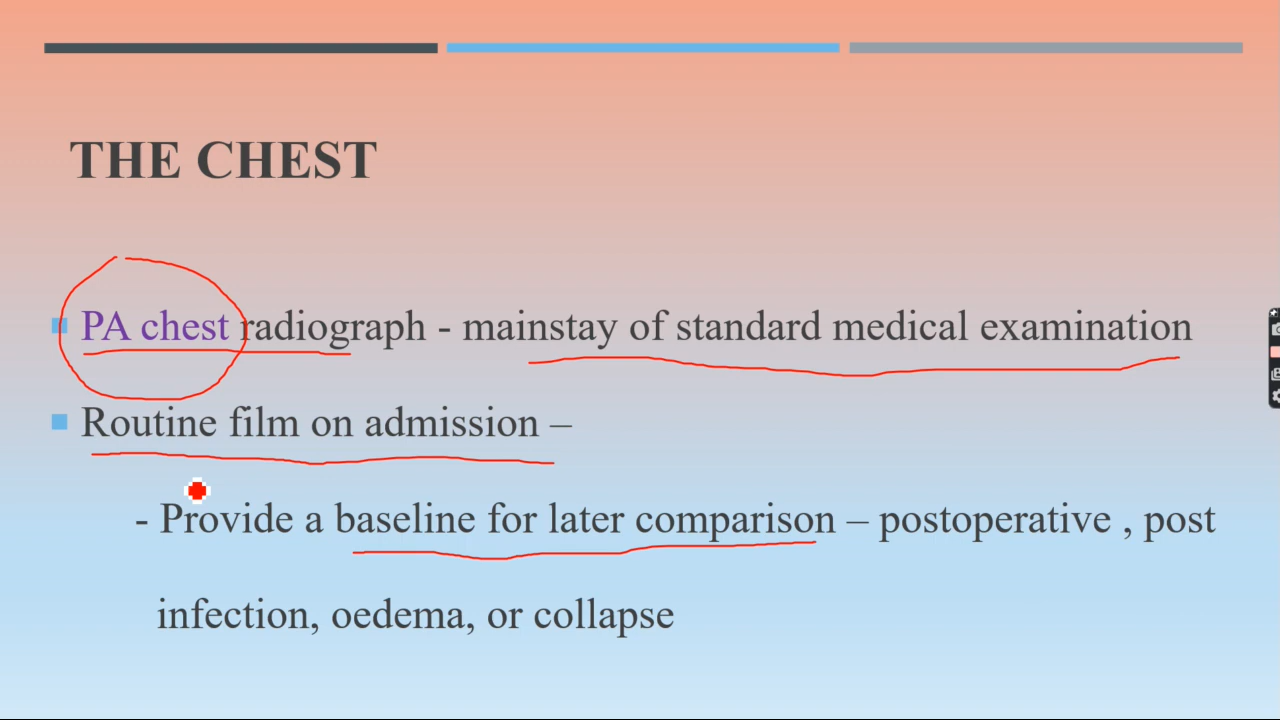 THE CHEST
PA chest radiograph - mainstay of standard medical examination
Routine film on admission –
- Provide a baseline for later comparison – postoperative , post
infection, oedema, or collapse